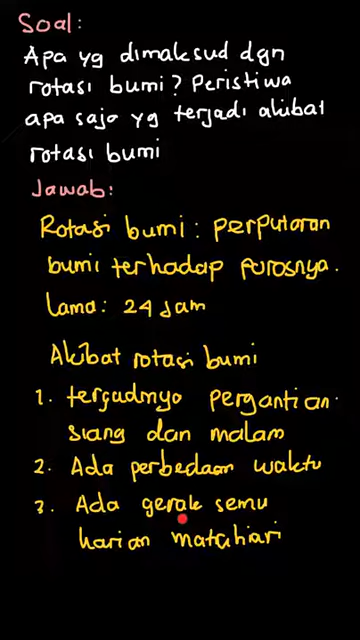 Soal:
Apa yg dimaksud dgn
rotasi bumi? Peristiwa
apa saja yg terjadi akibat
rotasi bumi
Jawab:
Rotasi bumi: perputaran
bumi terhadap porosnya.
Lama: 24 jam
Akibat rotasi bumi
1. terjadinya pergantian
siang dan malam
2. Ada perbedaan waktu
3. Ada gerak semu
harian matahari